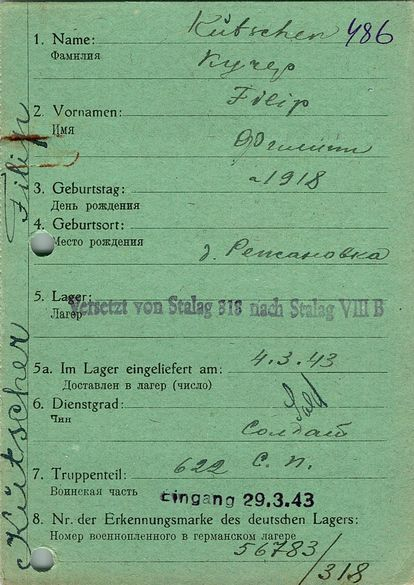 486
1. Name: Kütscher
Фамилия Кучер
2. Vornamen: Filip
Имя Филипп
3. Geburtstag: 1918
День рождения
4. Geburtsort:
Место рождения д. Репановка
5. Lager: Versetzt von Stalag 318 nach Stalag VIII B
Лагер
5a. Im Lager eingeliefert am: 4.3.43
Доставлен в лагер (число)
6. Dienstgrad: Sold
Чин Солдат
7. Truppenteil: 622 С. П.
Воинская часть Eingang 29.3.43
8. Nr. der Erkennungsmarke des deutschen Lagers:
Номер военнопленного в германском лагере
56783/318
Kütscher Filip